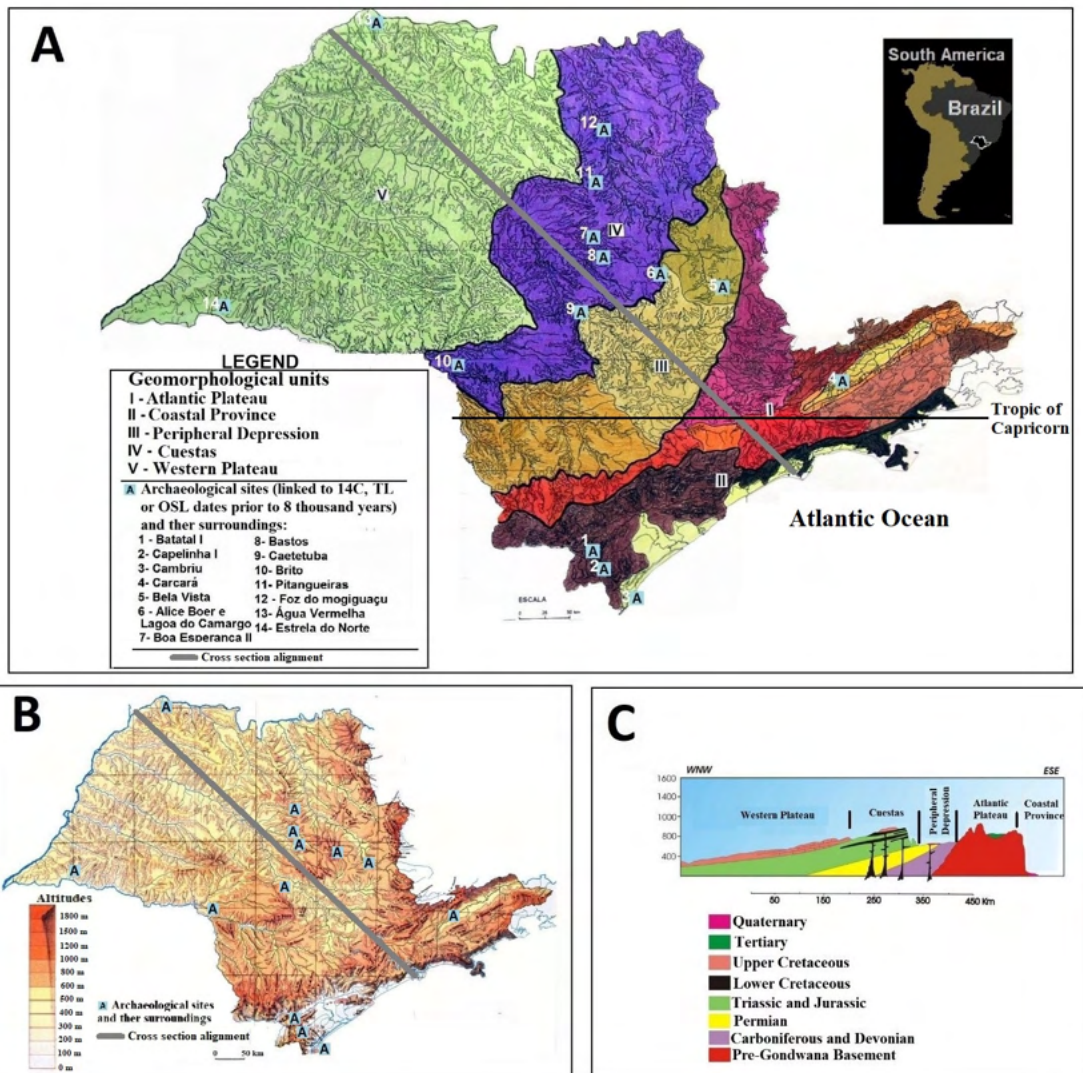 A
South America
Brazil
A
12 A
11 A
V
7 A IV
8 A
6 A
5 A
14 A
9 A
10 A
III
4 A
I
Tropic of
Capricorn
II
Atlantic Ocean
1 A
2 A
A
ESCALA
0 25 50 km
LEGEND
Geomorphological units
I - Atlantic Plateau
II - Coastal Province
III - Peripheral Depression
IV - Cuestas
V - Western Plateau
A Archaeological sites (linked to 14C, TL
or OSL dates prior to 8 thousand years)
and ther surroundings:
1 - Batatal I
2- Capelinha I
3- Cambriu
4- Carcará
5- Bela Vista
6 - Alice Boer e
Lagoa do Camargo
7- Boa Esperança II
8- Bastos
9- Caetetuba
10- Brito
11- Pitangueiras
12 - Foz do mogiguaçu
13- Água Vermelha
14- Estrela do Norte
Cross section alignment
B
A
A
A
A
A
A
A
A
A
A
A
A
A
Altitudes
1800 m
1500 m
1000 m
800 m
500 m
400 m
300 m
200 m
100 m
0 m
A Archaeological sites
and ther surroundings
Cross section alignment
0 50 km
C
WNW
ESE
1600
1000
800
400
Western Plateau
Cuestas
Peripheral
Depression
Atlantic
Plateau
Coastal
Province
50 150 250 350 450 Km
Quaternary
Tertiary
Upper Cretaceous
Lower Cretaceous
Triassic and Jurassic
Permian
Carboniferous and Devonian
Pre-Gondwana Basement